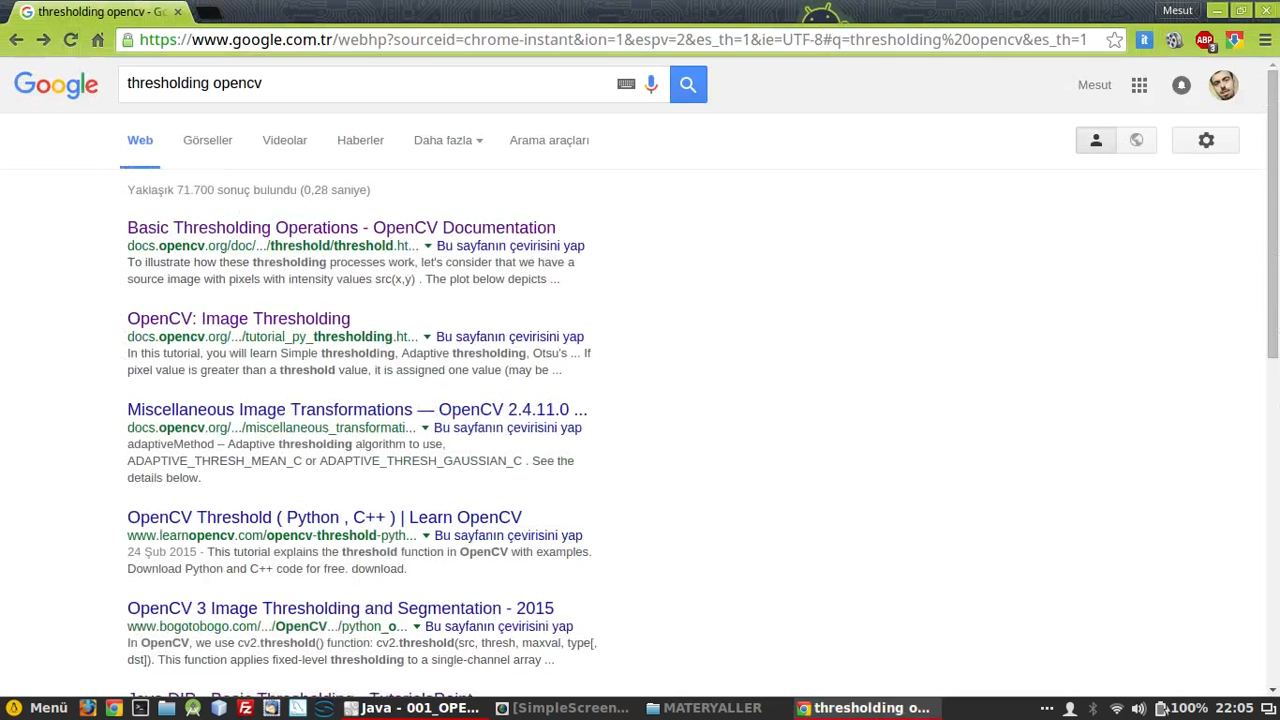 thresholding opencv - Go
Mesut
https://www.google.com.tr/webhp?sourceid=chrome-instant&ion=1&espv=2&es_th=1&ie=UTF-8#q=thresholding%20opencv&es_th=1
it
ABP
3
Google
thresholding opencv
Mesut
Web
Görseller
Videolar
Haberler
Daha fazla
Arama araçları
Yaklaşık 71.700 sonuç bulundu (0,28 saniye)
Basic Thresholding Operations - OpenCV Documentation
docs.opencv.org/doc/.../threshold/threshold.ht... Bu sayfanın çevirisini yap
To illustrate how these thresholding processes work, let's consider that we have a
source image with pixels with intensity values src(x,y) . The plot below depicts ...
OpenCV: Image Thresholding
docs.opencv.org/.../tutorial_py_thresholding.ht... Bu sayfanın çevirisini yap
In this tutorial, you will learn Simple thresholding, Adaptive thresholding, Otsu's ... If
pixel value is greater than a threshold value, it is assigned one value (may be ...
Miscellaneous Image Transformations — OpenCV 2.4.11.0 ...
docs.opencv.org/.../miscellaneous_transformati... Bu sayfanın çevirisini yap
adaptiveMethod – Adaptive thresholding algorithm to use,
ADAPTIVE_THRESH_MEAN_C or ADAPTIVE_THRESH_GAUSSIAN_C . See the
details below.
OpenCV Threshold ( Python , C++ ) | Learn OpenCV
www.learnopencv.com/opencv-threshold-pyth... Bu sayfanın çevirisini yap
24 Şub 2015 - This tutorial explains the threshold function in OpenCV with examples.
Download Python and C++ code for free. download.
OpenCV 3 Image Thresholding and Segmentation - 2015
www.bogotobogo.com/.../OpenCV.../python_o... Bu sayfanın çevirisini yap
In OpenCV, we use cv2.threshold() function: cv2.threshold(src, thresh, maxval, type[,
dst]). This function applies fixed-level thresholding to a single-channel array ...
Java DIP - Basic Thresholding - TutorialsPoint
Menü
Java - 001_OPE...
[SimpleScreen...
MATERYALLER
thresholding o...
100%
22:05